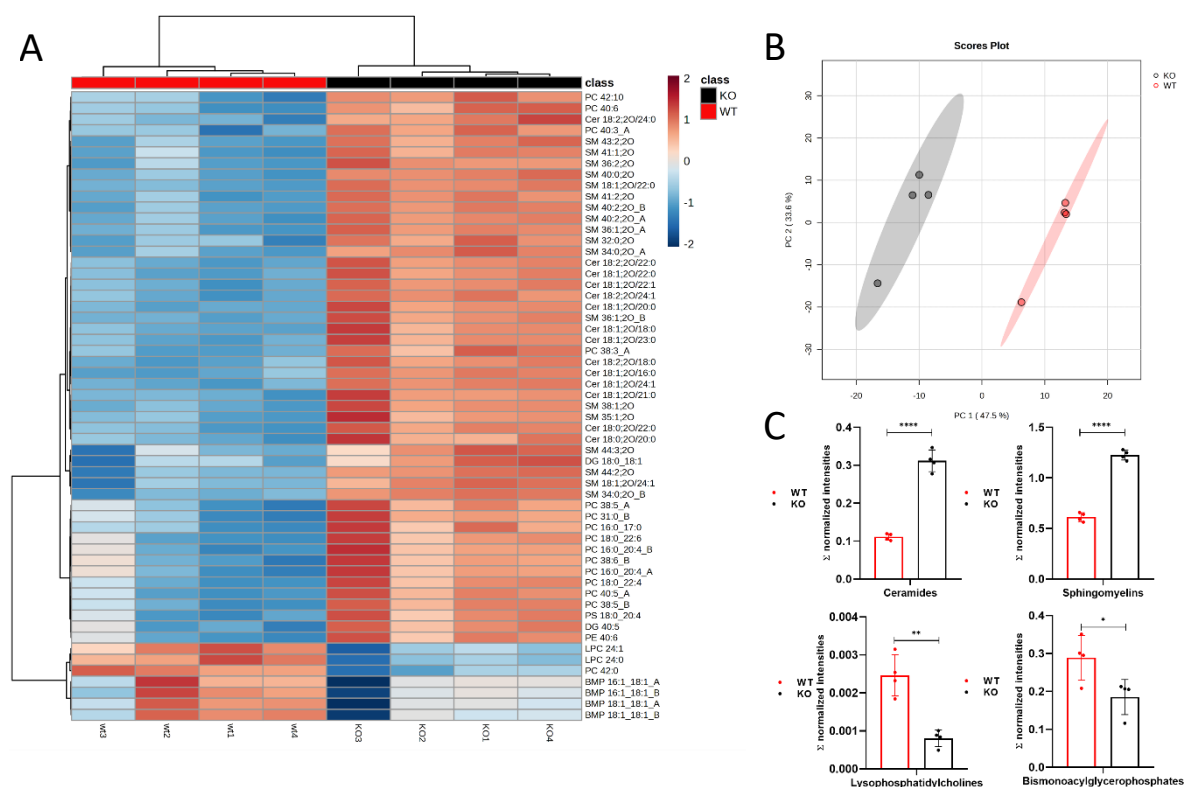 A
class
PC 42:10
PC 40:6
Cer 18:2;2O/24:0
PC 40:3_A
SM 43:2;2O
SM 41:1;2O
SM 36:2;2O
SM 40:0;2O
SM 18:1;2O/22:0
SM 41:2;2O
SM 40:2;2O_B
SM 40:2;2O_A
SM 36:1;2O_A
SM 32:0;2O
SM 34:0;2O_A
Cer 18:2;2O/22:0
Cer 18:1;2O/22:0
Cer 18:1;2O/22:1
Cer 18:2;2O/24:1
Cer 18:1;2O/20:0
SM 36:1;2O_B
Cer 18:1;2O/18:0
Cer 18:1;2O/23:0
PC 38:3_A
Cer 18:2;2O/18:0
Cer 18:1;2O/16:0
Cer 18:1;2O/24:1
Cer 18:1;2O/21:0
SM 38:1;2O
SM 35:1;2O
Cer 18:0;2O/22:0
Cer 18:0;2O/20:0
SM 44:3;2O
DG 18:0_18:1
SM 44:2;2O
SM 18:1;2O/24:1
SM 34:0;2O_B
PC 38:5_A
PC 31:0_B
PC 16:0_17:0
PC 18:0_22:6
PC 16:0_20:4_B
PC 38:6_B
PC 16:0_20:4_A
PC 18:0_22:4
PC 40:5_A
PC 38:5_B
PS 18:0_20:4
DG 40:5
PE 40:6
LPC 24:1
LPC 24:0
PC 42:0
BMP 16:1_18:1_A
BMP 16:1_18:1_B
BMP 18:1_18:1_A
BMP 18:1_18:1_B
wt3
wt2
wt1
wt4
KO3
KO2
KO1
KO4
2
1
0
-1
-2
class
KO
WT
B
Scores Plot
KO
WT
PC 2 ( 33.6 %)
30
20
10
0
-10
-20
-30
-20
-10
0
10
20
PC 1 ( 47.5 %)
C
****
Σ normalized intensities
0.4
0.3
0.2
0.1
0.0
Ceramides
WT
KO
****
Σ normalized intensities
1.5
1.0
0.5
0.0
Sphingomyelins
WT
KO
**
Σ normalized intensities
0.004
0.003
0.002
0.001
0.000
Lysophosphatidylcholines
WT
KO
*
Σ normalized intensities
0.4
0.3
0.2
0.1
0.0
Bismonoacylglycerophosphates
WT
KO